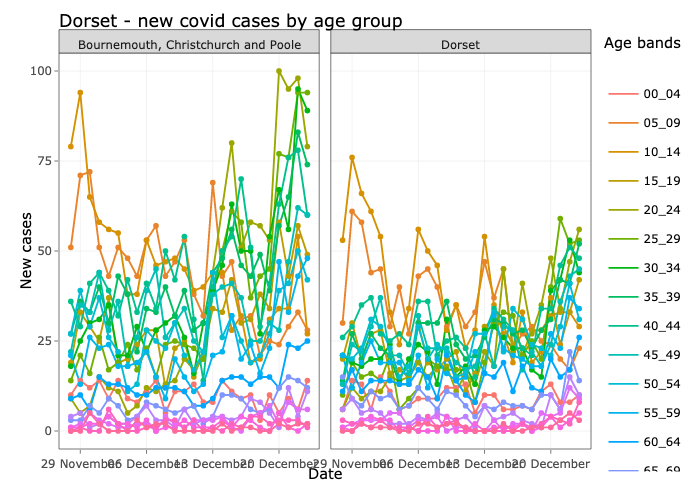 Dorset - new covid cases by age group
Bournemouth, Christchurch and Poole
Dorset
Age bands
100
75
50
25
0
New cases
00_04
05_09
10_14
15_19
20_24
25_29
30_34
35_39
40_44
45_49
50_54
55_59
60_64
65_69
29 November 06 December 13 December 20 December 29 November 06 December 13 December 20 December
Date